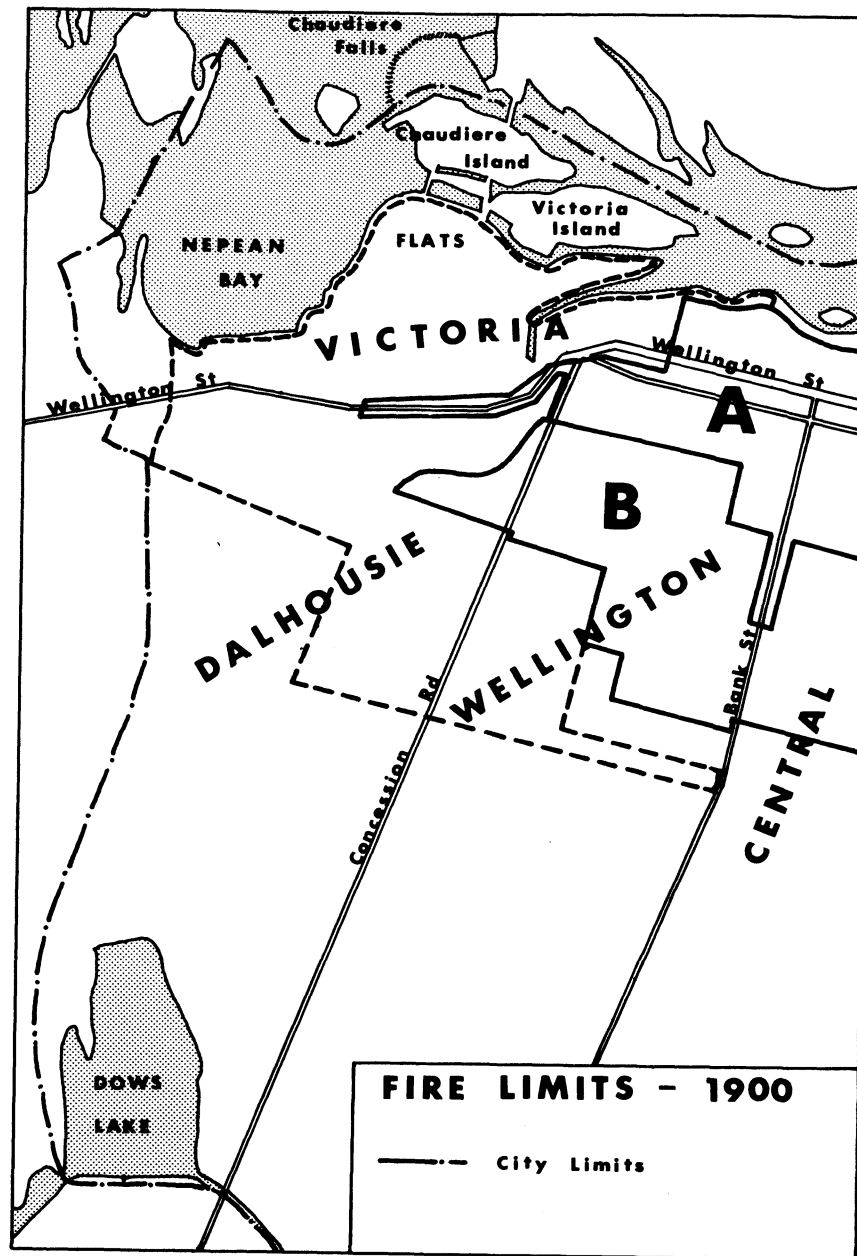 Chaudiere
Falls
Chaudiere
Island
Victoria
Island
NEPEAN
BAY
FLATS
VICTORIA
Wellington St
Wellington St
A
B
DALHOUSIE
WELLINGTON
Concession Rd
Bank St
CENTRAL
DOWS
LAKE
FIRE LIMITS - 1900
City Limits